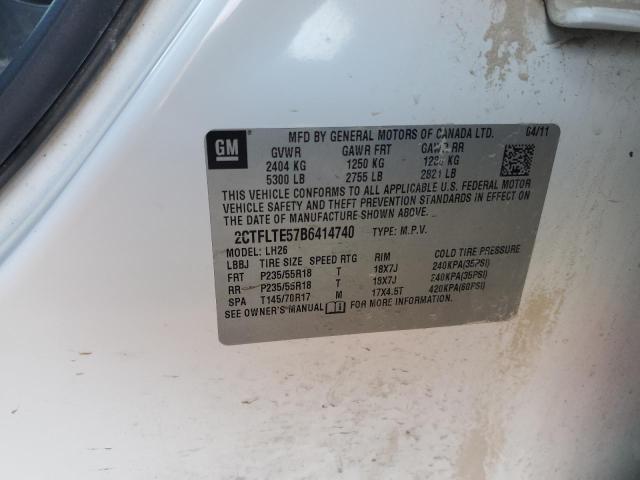 GM
MFD BY GENERAL MOTORS OF CANADA LTD. 04/11
GVWR GAWR FRT GAWR RR
2404 KG 1250 KG 1280 KG
5300 LB 2755 LB 2821 LB
THIS VEHICLE CONFORMS TO ALL APPLICABLE U.S. FEDERAL MOTOR
VEHICLE SAFETY AND THEFT PREVENTION STANDARDS IN EFFECT ON
THE DATE OF MANUFACTURE SHOWN ABOVE.
2CTFLTE57B6414740 TYPE: M.P.V.
MODEL: LH26
LBBJ TIRE SIZE SPEED RTG RIM COLD TIRE PRESSURE
FRT P235/55R18 T 18X7J 240KPA(35PSI)
RR P235/55R18 T 18X7J 240KPA(35PSI)
SPA T145/70R17 M 17X4.5T 420KPA(60PSI)
SEE OWNER'S MANUAL FOR MORE INFORMATION.